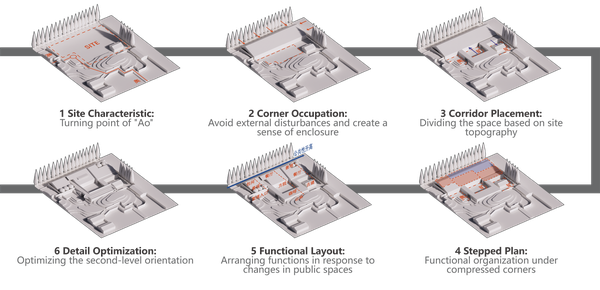 SITE
1 Site Characteristic:
Turning point of "Ao"
2 Corner Occupation:
Avoid external disturbances and create a
sense of enclosure
3 Corridor Placement:
Dividing the space based on site
topography
6 Detail Optimization:
Optimizing the second-level orientation
5 Functional Layout:
Arranging functions in response to
changes in public spaces
4 Stepped Plan:
Functional organization under
compressed corners